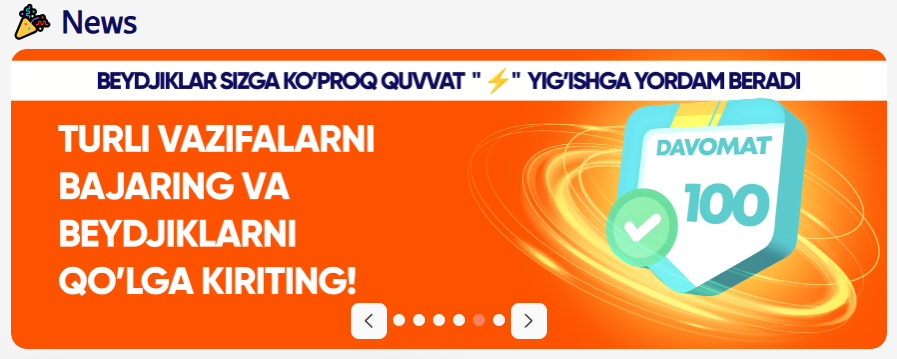 News
BEYDJIKLAR SIZGA KO'PROQ QUVVAT "⚡" YIG'ISHGA YORDAM BERADI
TURLI VAZIFALARNI
BAJARING VA
BEYDJIKLARNI
QO'LGA KIRITING!
DAVOMAT
100